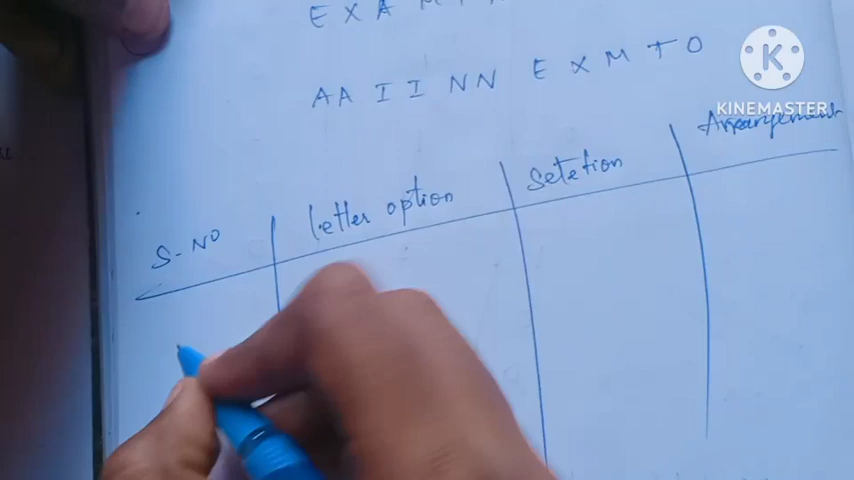 E X A M
AA I I NN E X M T O
KINEMASTER
S-NO letter option Setetion Arrangement